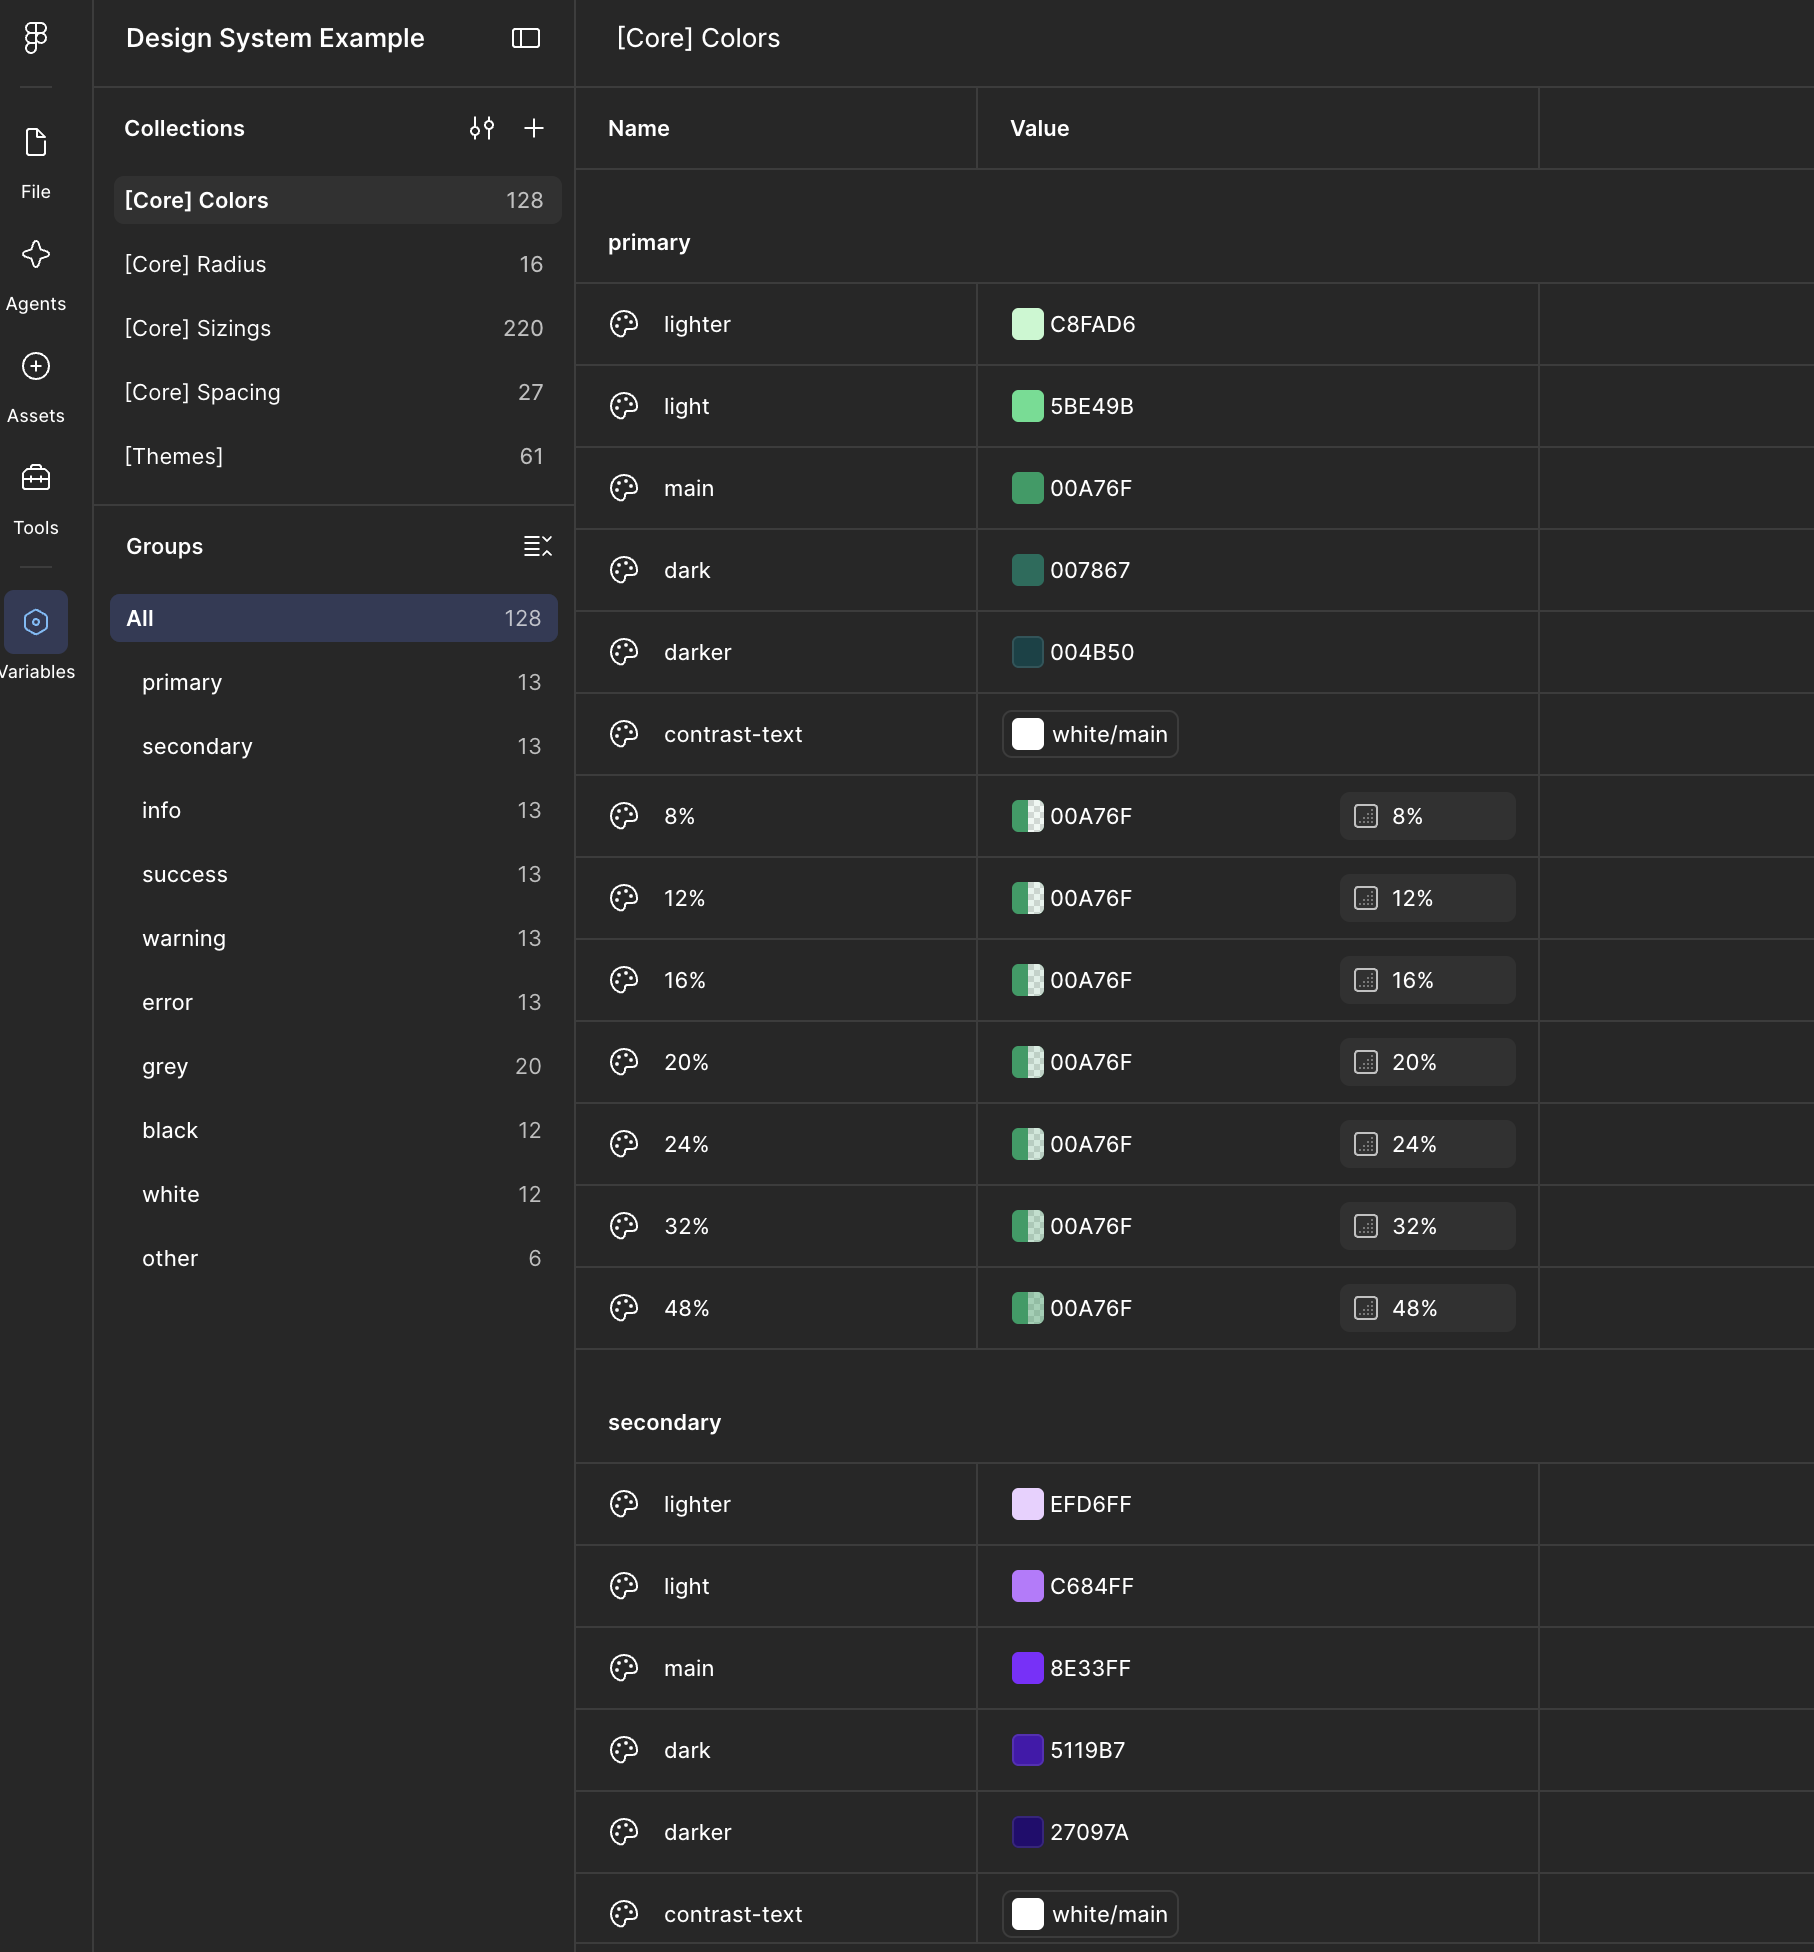 Design System Example
[Core] Colors
File
Agents
Assets
Tools
Variables
Collections
[Core] Colors 128
[Core] Radius 16
[Core] Sizings 220
[Core] Spacing 27
[Themes] 61
Groups
All 128
primary 13
secondary 13
info 13
success 13
warning 13
error 13
grey 20
black 12
white 12
other 6
Name Value
primary
lighter C8FAD6
light 5BE49B
main 00A76F
dark 007867
darker 004B50
contrast-text white/main
8% 00A76F 8%
12% 00A76F 12%
16% 00A76F 16%
20% 00A76F 20%
24% 00A76F 24%
32% 00A76F 32%
48% 00A76F 48%
secondary
lighter EFD6FF
light C684FF
main 8E33FF
dark 5119B7
darker 27097A
contrast-text white/main